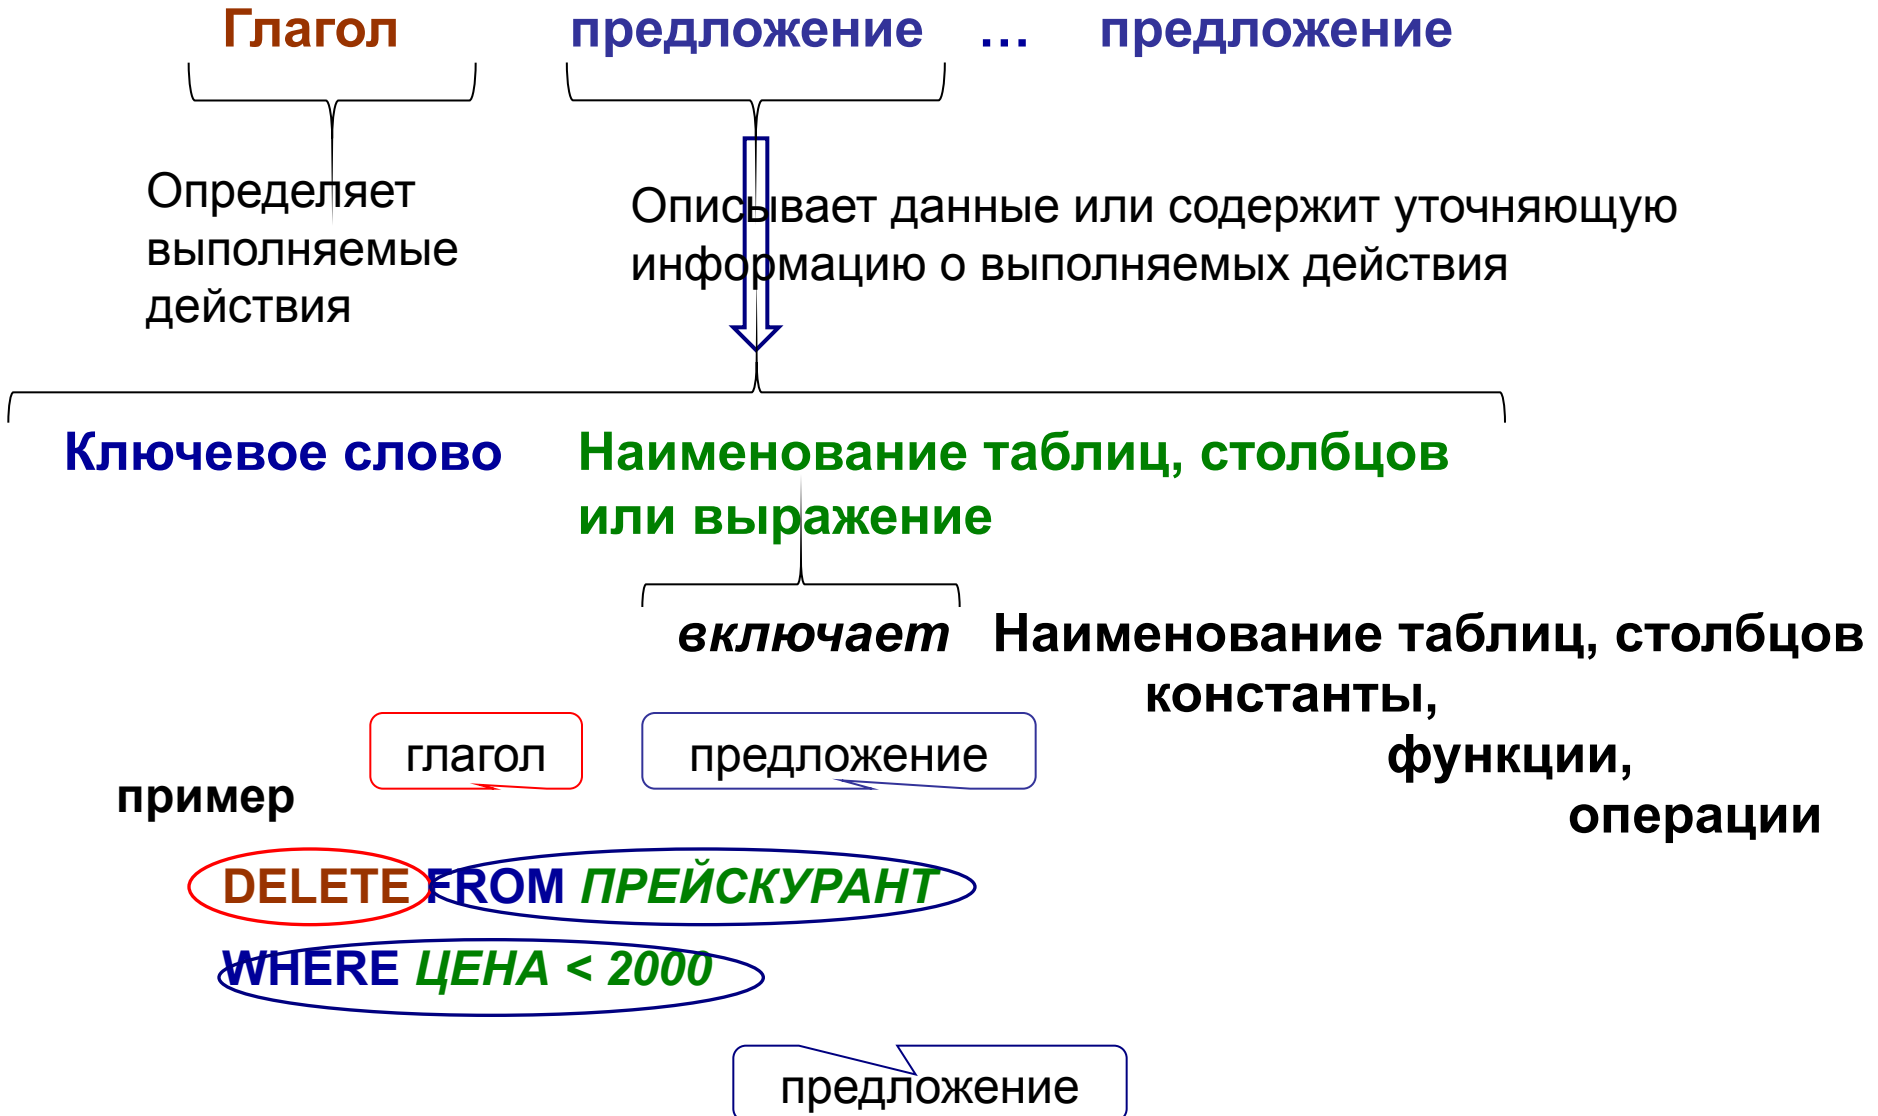 Глагол предложение … предложение
Определяет
выполняемые
действия
Описывает данные или содержит уточняющую
информацию о выполняемых действия
Ключевое слово Наименование таблиц, столбцов
или выражение
включает Наименование таблиц, столбцов
константы,
функции,
операции
глагол предложение
пример
DELETE FROM ПРЕЙСКУРАНТ
WHERE ЦЕНА < 2000
предложение